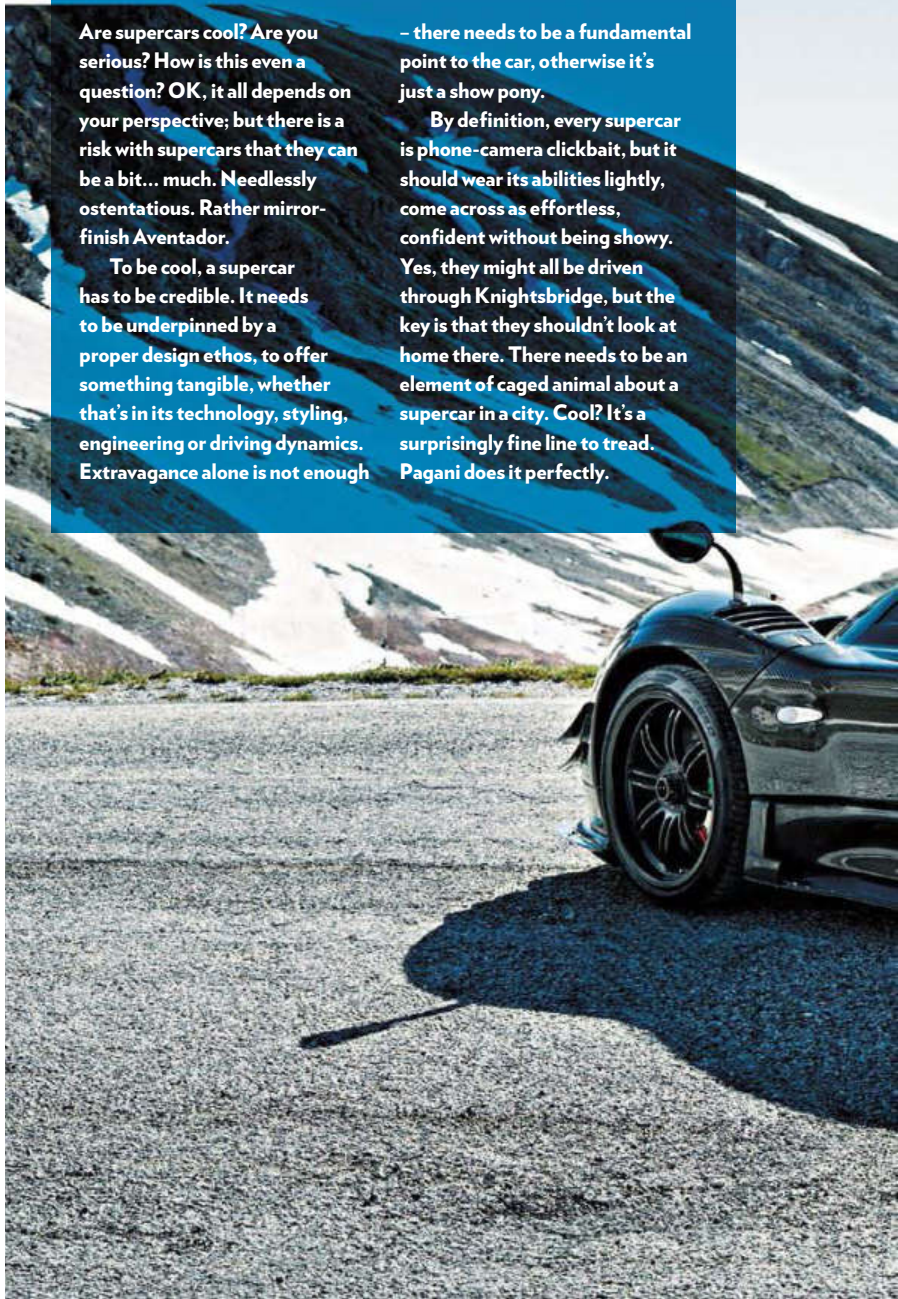 Are supercars cool? Are you
serious? How is this even a
question? OK, it all depends on
your perspective; but there is a
risk with supercars that they can
be a bit... much. Needlessly
ostentatious. Rather mirror-
finish Aventador.
To be cool, a supercar
has to be credible. It needs
to be underpinned by a
proper design ethos, to offer
something tangible, whether
that's in its technology, styling,
engineering or driving dynamics.
Extravagance alone is not enough
– there needs to be a fundamental
point to the car, otherwise it's
just a show pony.
By definition, every supercar
is phone-camera clickbait, but it
should wear its abilities lightly,
come across as effortless,
confident without being showy.
Yes, they might all be driven
through Knightsbridge, but the
key is that they shouldn't look at
home there. There needs to be an
element of caged animal about a
supercar in a city. Cool? It's a
surprisingly fine line to tread.
Pagani does it perfectly.